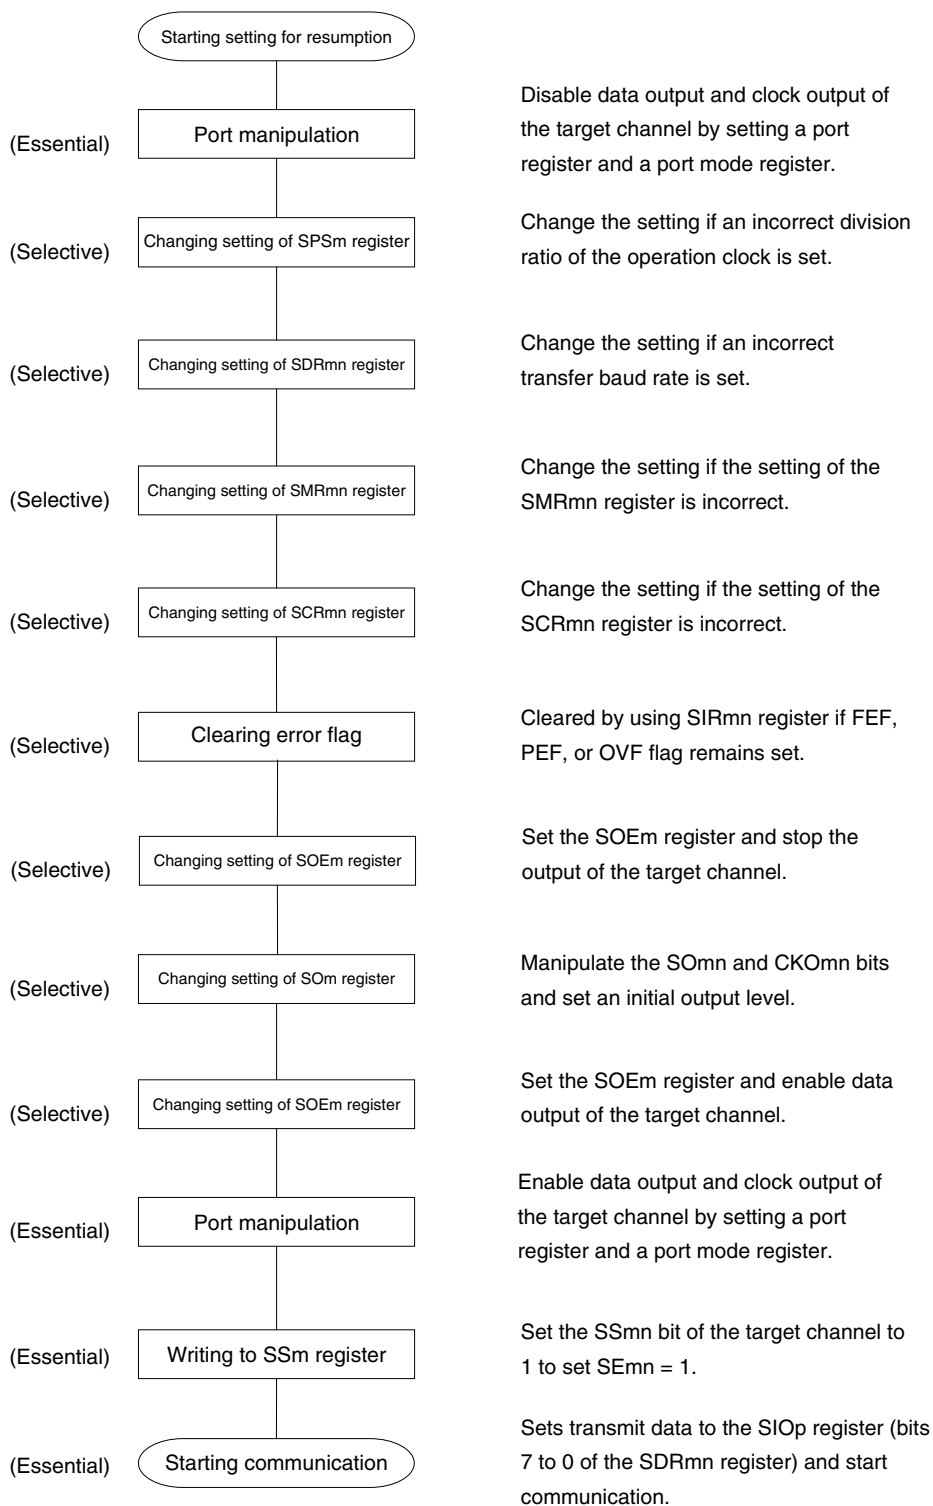 Starting setting for resumption
(Essential)
Port manipulation
Disable data output and clock output of
the target channel by setting a port
register and a port mode register.
(Selective)
Changing setting of SPSm register
Change the setting if an incorrect division
ratio of the operation clock is set.
(Selective)
Changing setting of SDRmn register
Change the setting if an incorrect
transfer baud rate is set.
(Selective)
Changing setting of SMRmn register
Change the setting if the setting of the
SMRmn register is incorrect.
(Selective)
Changing setting of SCRmn register
Change the setting if the setting of the
SCRmn register is incorrect.
(Selective)
Clearing error flag
Cleared by using SIRmn register if FEF,
PEF, or OVF flag remains set.
(Selective)
Changing setting of SOEm register
Set the SOEm register and stop the
output of the target channel.
(Selective)
Changing setting of SOm register
Manipulate the SOmn and CKOmn bits
and set an initial output level.
(Selective)
Changing setting of SOEm register
Set the SOEm register and enable data
output of the target channel.
(Essential)
Port manipulation
Enable data output and clock output of
the target channel by setting a port
register and a port mode register.
(Essential)
Writing to SSm register
Set the SSmn bit of the target channel to
1 to set SEmn = 1.
(Essential)
Starting communication
Sets transmit data to the SIOp register (bits
7 to 0 of the SDRmn register) and start
communication.